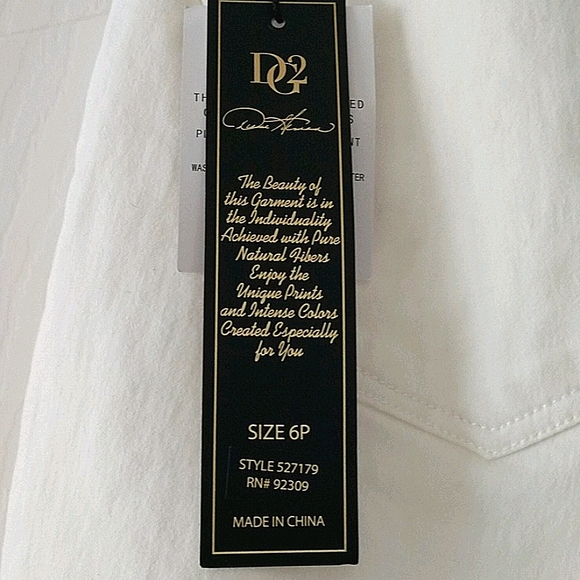 DG2
The Beauty of
this Garment is in
the Individuality
Achieved with Pure
Natural Fibers
Enjoy the
Unique Prints
and Intense Colors
Created Especially
for You
SIZE 6P
STYLE 527179
RN# 92309
MADE IN CHINA